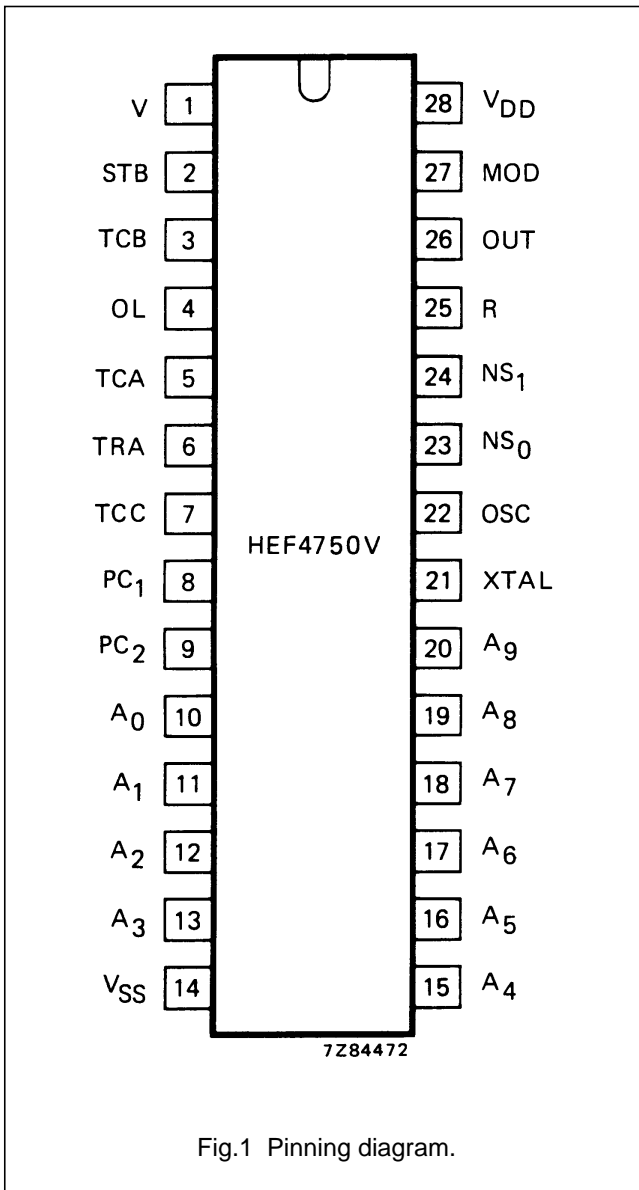 V 1 28 VDD
STB 2 27 MOD
TCB 3 26 OUT
OL 4 25 R
TCA 5 24 NS1
TRA 6 23 NS0
TCC 7 22 OSC
HEF4750V
PC1 8 21 XTAL
PC2 9 20 A9
A0 10 19 A8
A1 11 18 A7
A2 12 17 A6
A3 13 16 A5
VSS 14 15 A4
7Z84472
Fig.1 Pinning diagram.